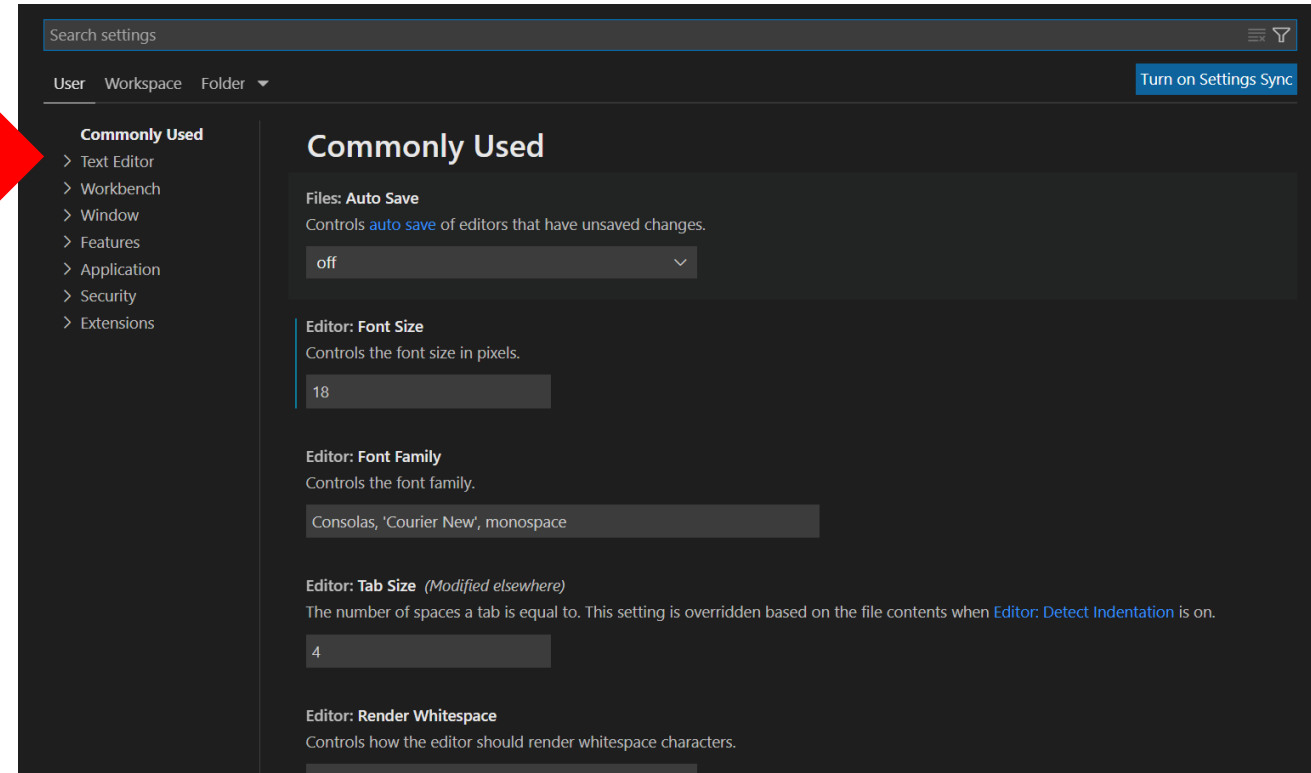 Search settings
User Workspace Folder
Turn on Settings Sync
Commonly Used
Text Editor
Workbench
Window
Features
Application
Security
Extensions
Commonly Used
Files: Auto Save
Controls auto save of editors that have unsaved changes.
off
Editor: Font Size
Controls the font size in pixels.
18
Editor: Font Family
Controls the font family.
Consolas, 'Courier New', monospace
Editor: Tab Size (Modified elsewhere)
The number of spaces a tab is equal to. This setting is overridden based on the file contents when Editor: Detect Indentation is on.
4
Editor: Render Whitespace
Controls how the editor should render whitespace characters.